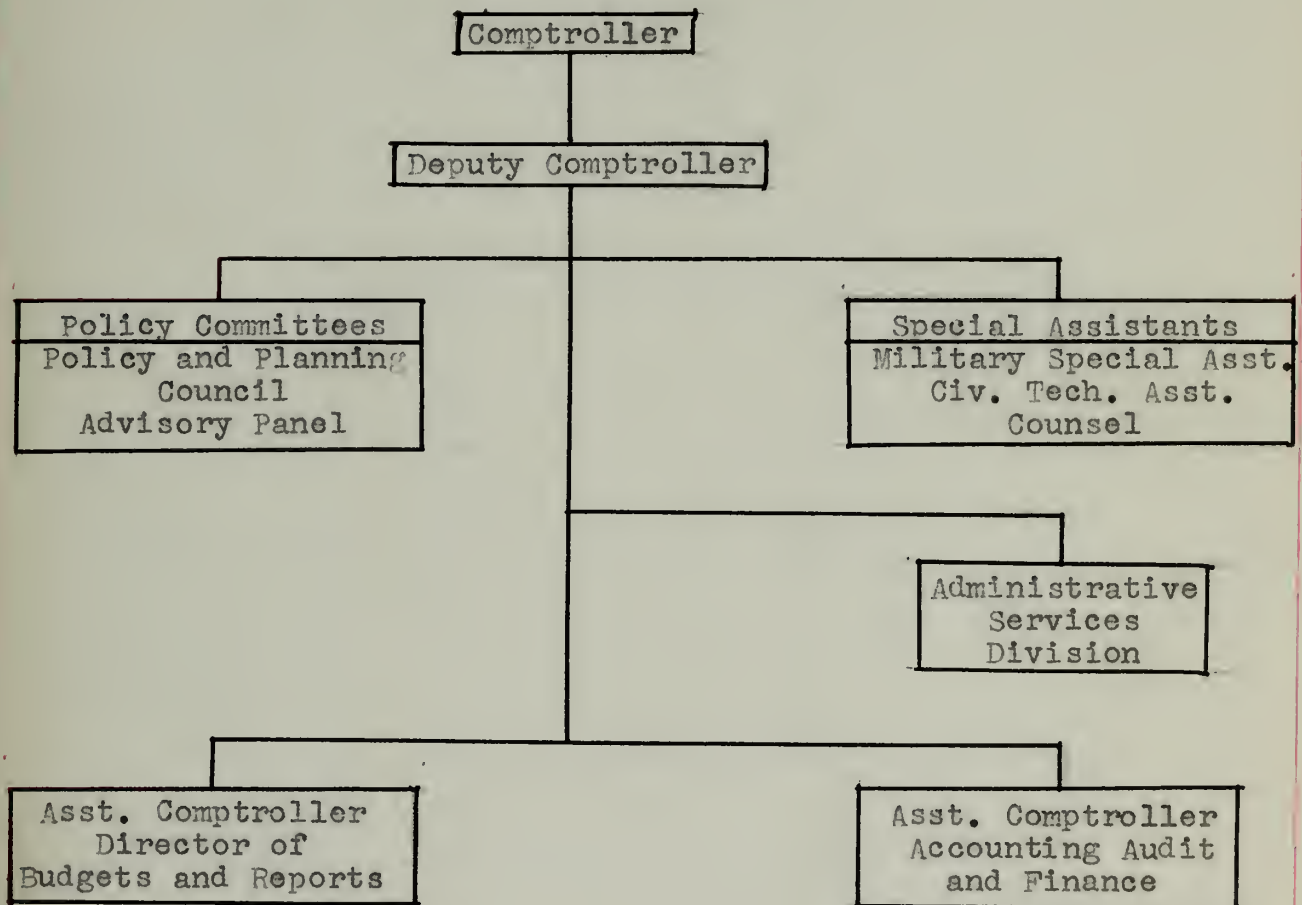 Comptroller
Deputy Comptroller
Policy Committees
Policy and Planning
Council
Advisory Panel
Special Assistants
Military Special Asst.
Civ. Tech. Asst.
Counsel
Administrative
Services
Division
Asst. Comptroller
Director of
Budgets and Reports
Asst. Comptroller
Accounting Audit
and Finance